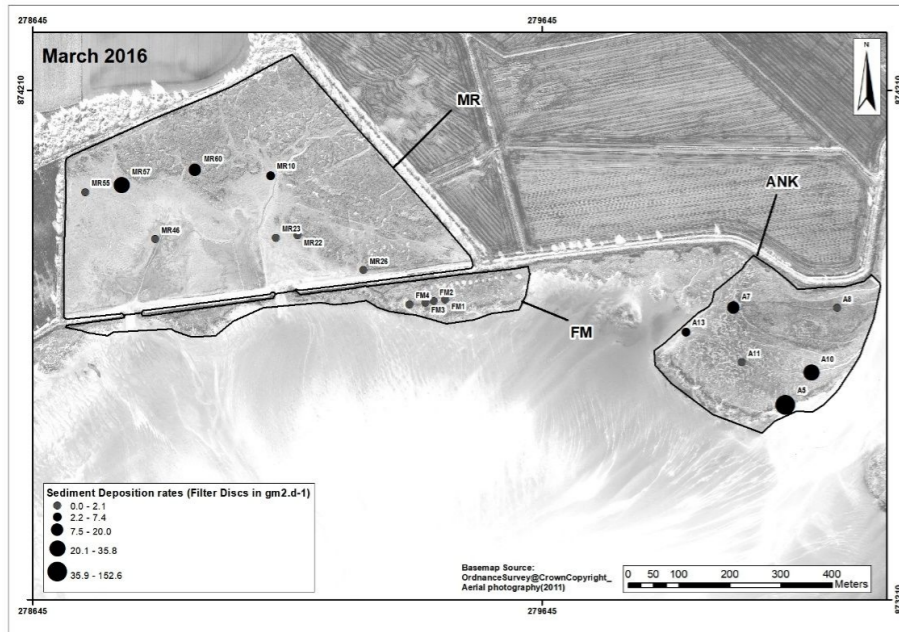 278645
279645
March 2016
N
874210
874210
MR
MR60
MR57
MR10
MR55
ANK
MR46
MR23
MR22
MR26
FM2
FM4
FM1
FM3
FM
A7
A8
A13
A11
A10
A5
Sediment Deposition rates (Filter Discs in gm2.d-1)
0.0 - 2.1
2.2 - 7.4
7.5 - 20.0
20.1 - 35.8
35.9 - 152.6
Basemap Source:
OrdnanceSurvey@CrownCopyright_
Aerial photography(2011)
0 50 100 200 300 400
Meters
873210
873210
278645
279645